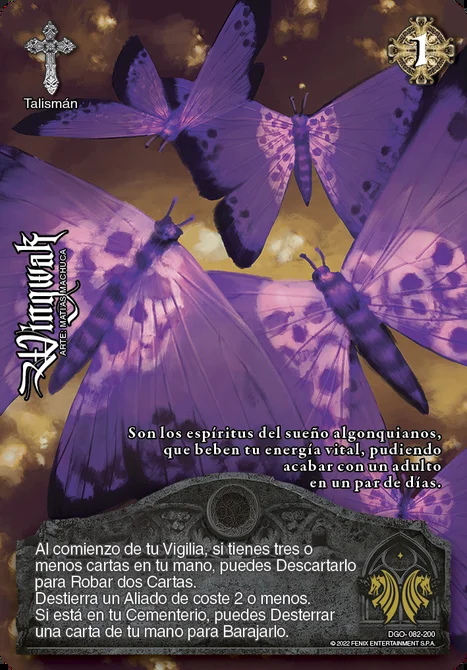 1
Talismán
Wingwak
ARTE: MATIAS MACHUCA
Son los espíritus del sueño algonquianos,
que beben tu energía vital, pudiendo
acabar con un adulto
en un par de días.
Al comienzo de tu Vigilia, si tienes tres o
menos cartas en tu mano, puedes Descartarlo
para Robar dos Cartas.
Destierra un Aliado de coste 2 o menos.
Si está en tu Cementerio, puedes Desterrar
una carta de tu mano para Barajarlo.
DGO- 082-200
© 2022 FENIX ENTERTAINMENT S.P.A.